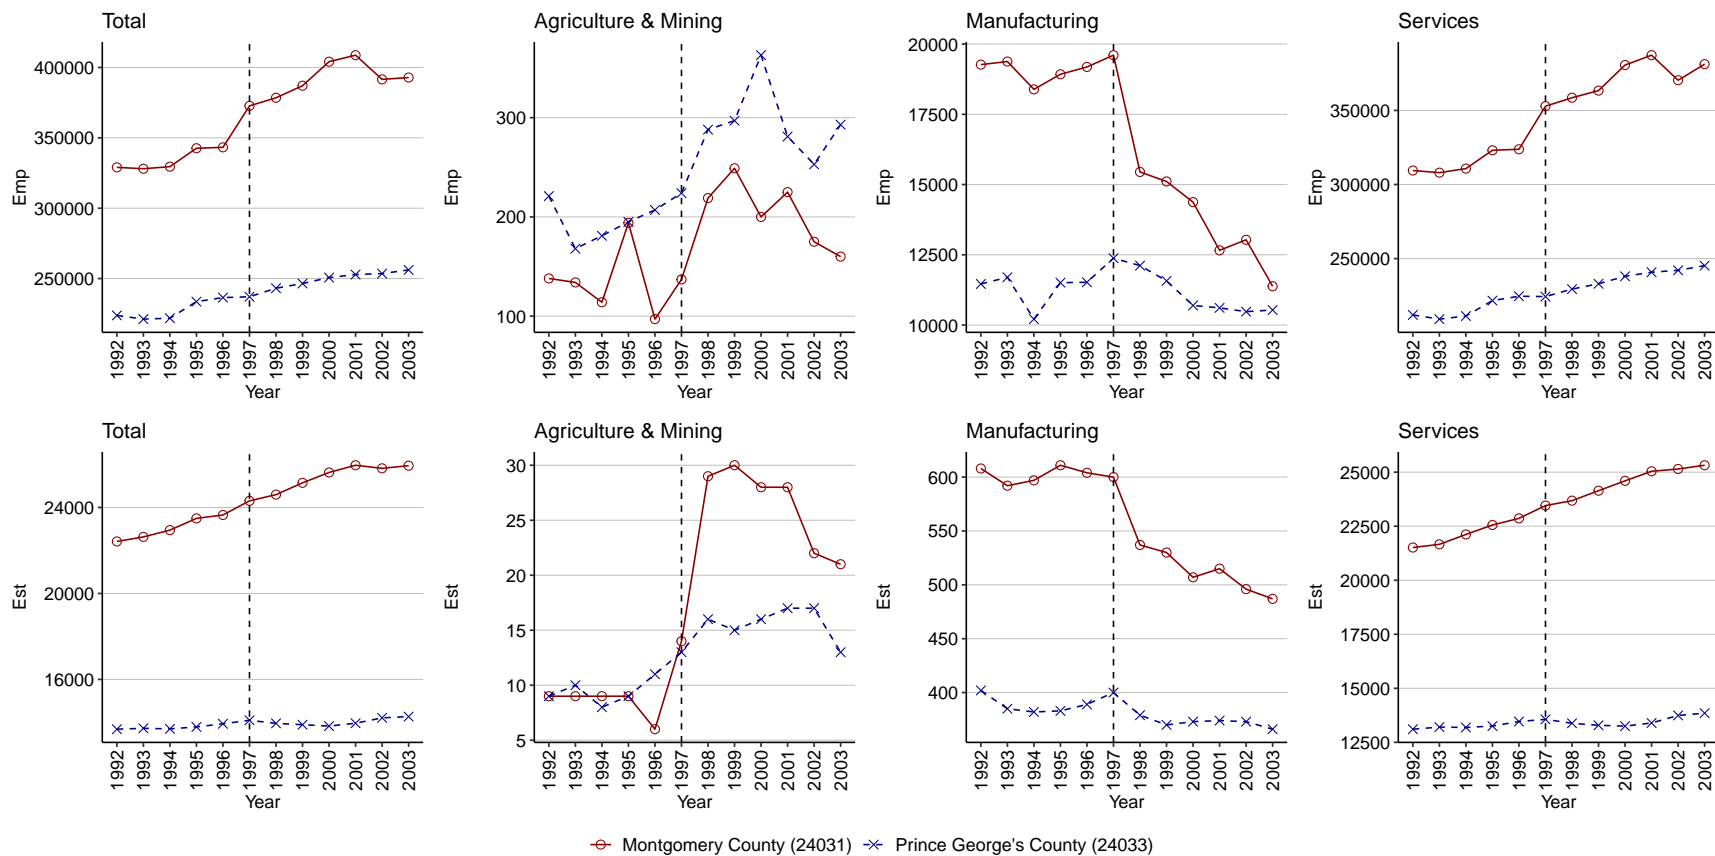 Total
Agriculture & Mining
Manufacturing
Services
Emp
400000
350000
300000
250000
1992 1993 1994 1995 1996 1997 1998 1999 2000 2001 2002 2003
Year
Emp
300
200
100
1992 1993 1994 1995 1996 1997 1998 1999 2000 2001 2002 2003
Year
Emp
20000
17500
15000
12500
10000
1992 1993 1994 1995 1996 1997 1998 1999 2000 2001 2002 2003
Year
Emp
350000
300000
250000
1992 1993 1994 1995 1996 1997 1998 1999 2000 2001 2002 2003
Year
Total
Agriculture & Mining
Manufacturing
Services
Est
24000
20000
16000
1992 1993 1994 1995 1996 1997 1998 1999 2000 2001 2002 2003
Year
Est
30
25
20
15
10
5
1992 1993 1994 1995 1996 1997 1998 1999 2000 2001 2002 2003
Year
Est
600
550
500
450
400
1992 1993 1994 1995 1996 1997 1998 1999 2000 2001 2002 2003
Year
Est
25000
22500
20000
17500
15000
12500
1992 1993 1994 1995 1996 1997 1998 1999 2000 2001 2002 2003
Year
Montgomery County (24031) Prince George's County (24033)